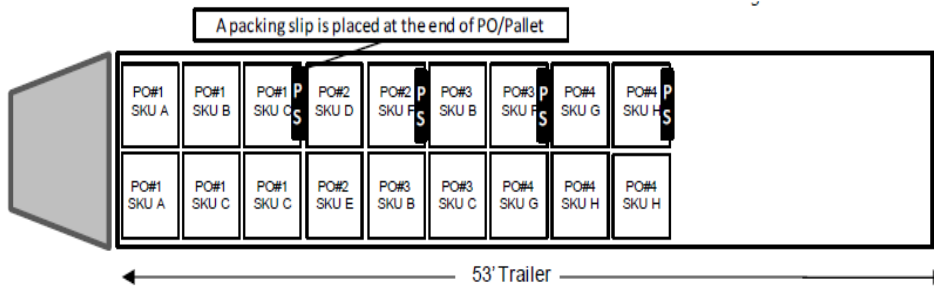 A packing slip is placed at the end of PO/Pallet
PO#1 PO#1 PO#1 P PO#2 PO#2 P PO#3 PO#3 P PO#4 PO#4 P
SKU A SKU B SKU C S SKU D SKU F S SKU B SKU F S SKU G SKU H S
PO#1 PO#1 PO#1 PO#2 PO#3 PO#3 PO#4 PO#4 PO#4
SKU A SKU C SKU C SKU E SKU B SKU C SKU G SKU H SKU H
53' Trailer